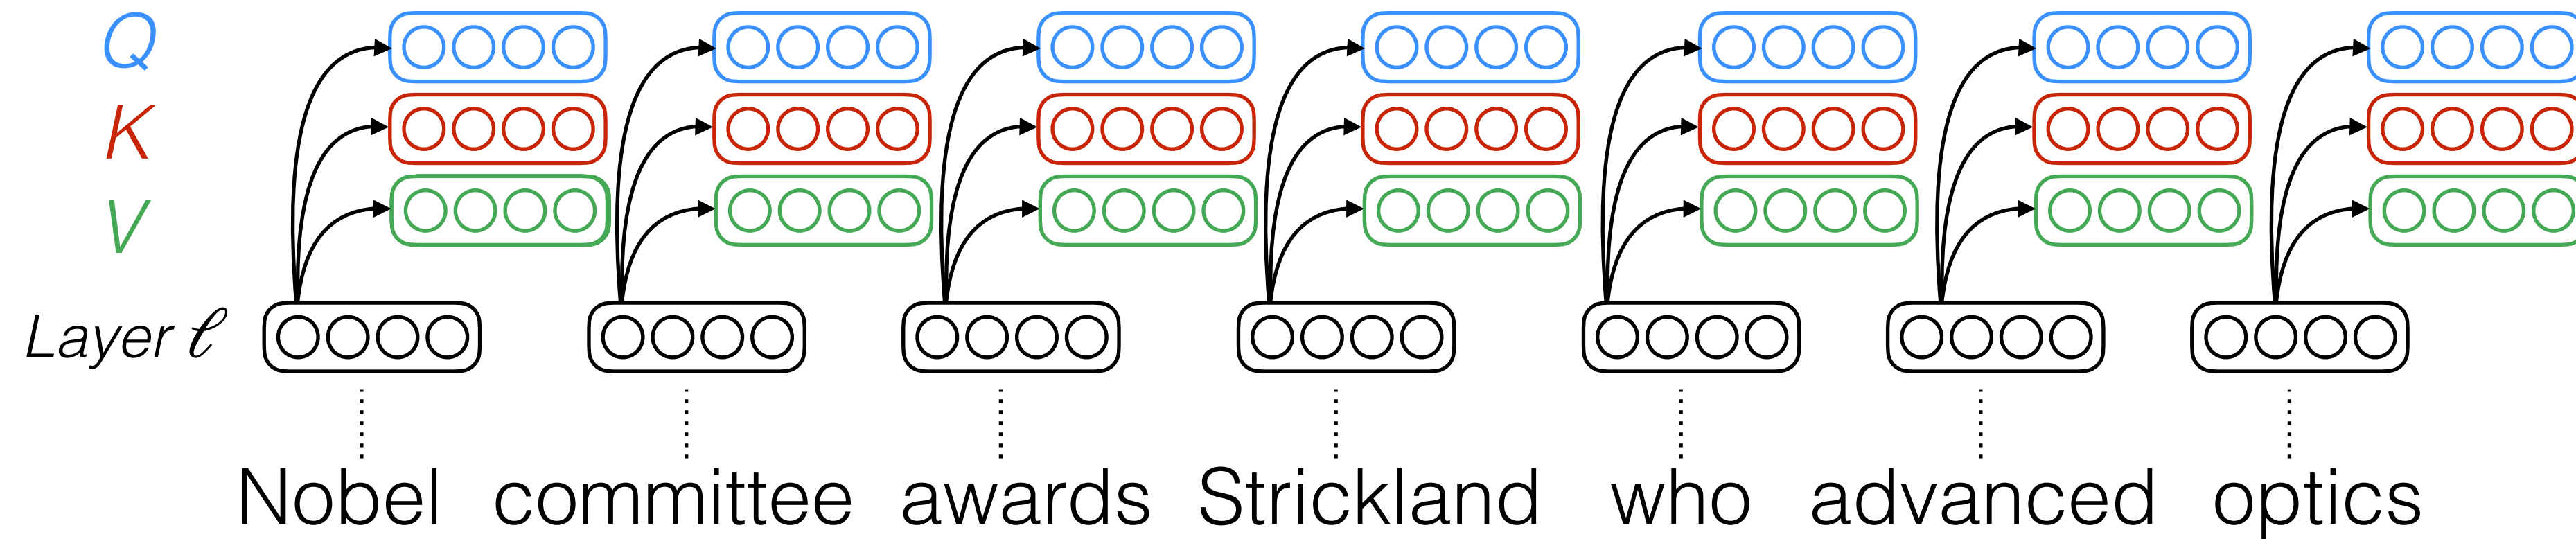 Q
K
V
Layer ℓ
Nobel committee awards Strickland who advanced optics